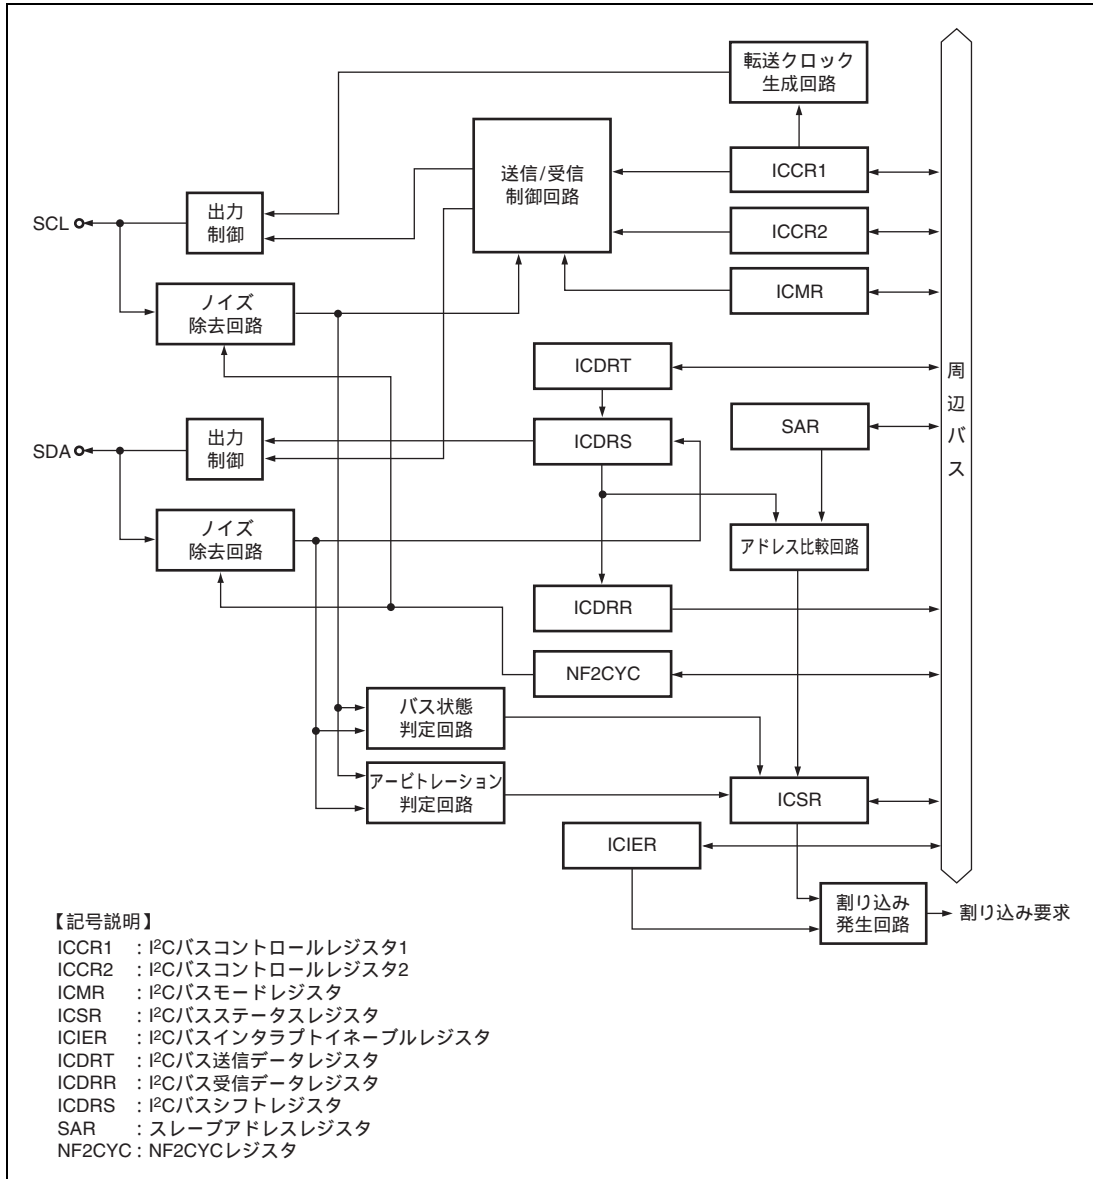 転送クロック
生成回路
送信/受信
制御回路
ICCR1
ICCR2
ICMR
SCL
出力
制御
ノイズ
除去回路
ICDRT
周辺バス
SDA
出力
制御
ICDRS
SAR
ノイズ
除去回路
アドレス比較回路
ICDRR
NF2CYC
バス状態
判定回路
アービトレーション
判定回路
ICSR
ICIER
割り込み
発生回路
割り込み要求
【記号説明】
ICCR1 : I²Cバスコントロールレジスタ1
ICCR2 : I²Cバスコントロールレジスタ2
ICMR : I²Cバスモードレジスタ
ICSR : I²Cバスステータスレジスタ
ICIER : I²Cバスインタラプトイネーブルレジスタ
ICDRT : I²Cバス送信データレジスタ
ICDRR : I²Cバス受信データレジスタ
ICDRS : I²Cバスシフトレジスタ
SAR : スレーブアドレスレジスタ
NF2CYC : NF2CYCレジスタ